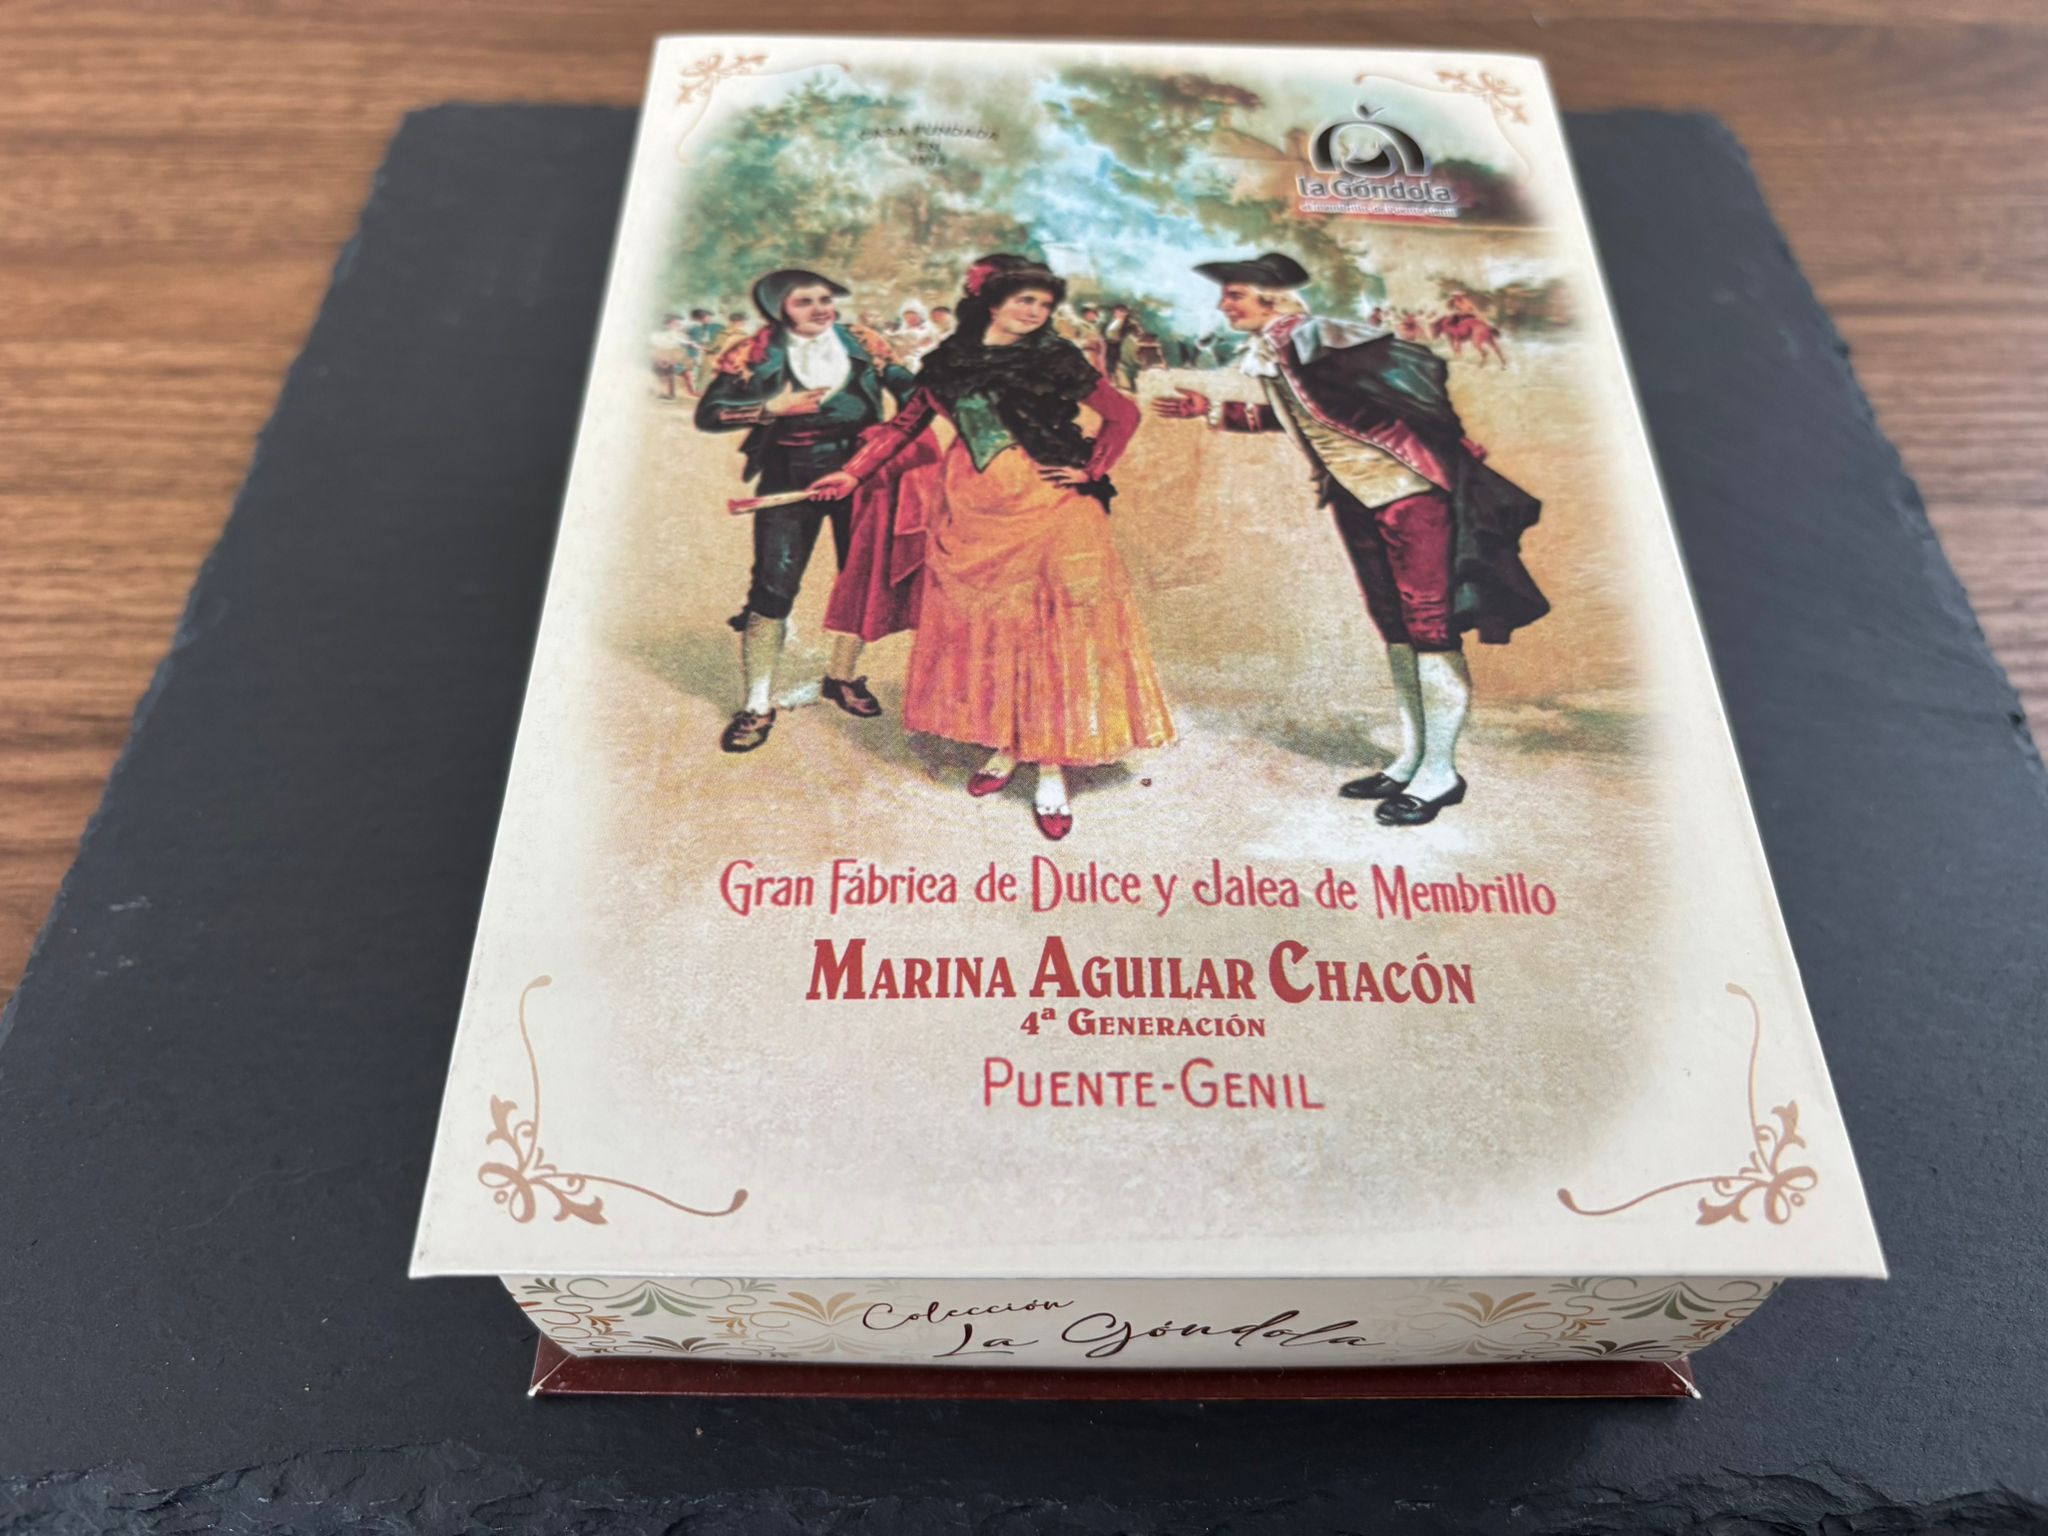 CASA FUNDADA
EN
la Góndola
Gran Fábrica de Dulce y Jalea de Membrillo
MARINA AGUILAR CHACÓN
4ª GENERACIÓN
PUENTE-GENIL
Colección
La Góndola